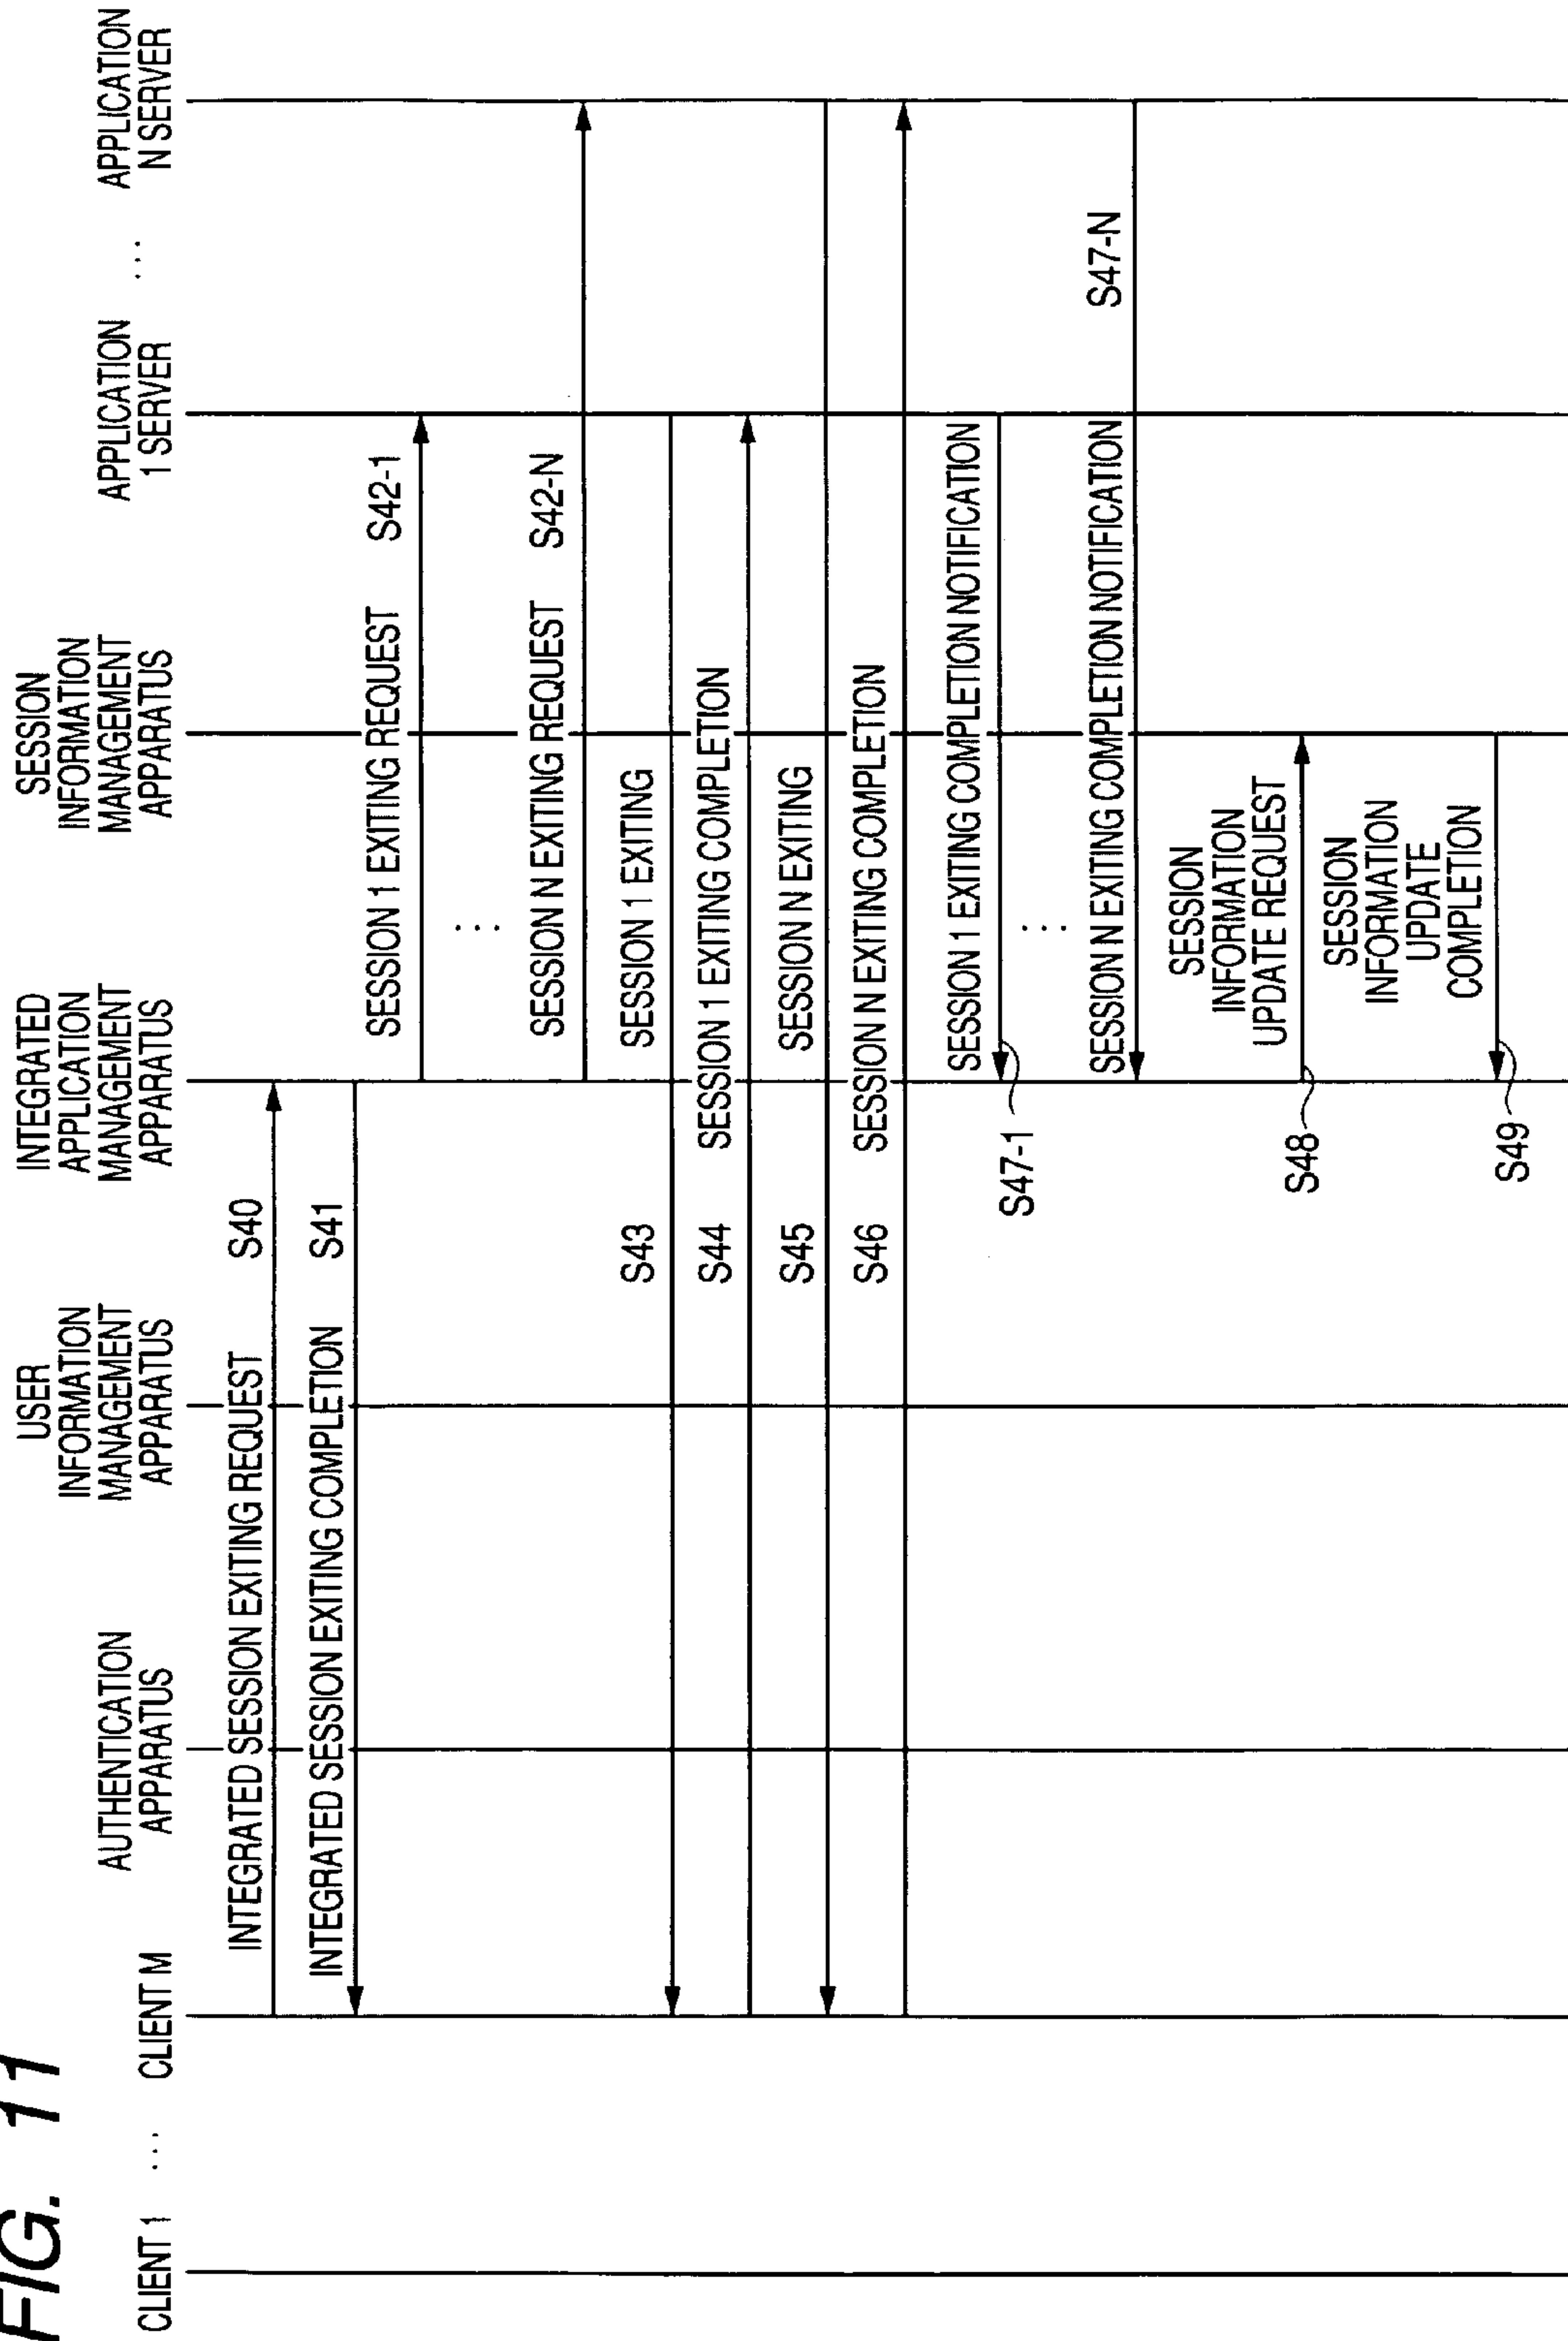 FIG. 11
CLIENT 1
...
CLIENT M
AUTHENTICATION
APPARATUS
USER
INFORMATION
MANAGEMENT
APPARATUS
INTEGRATED
APPLICATION
MANAGEMENT
APPARATUS
SESSION
INFORMATION
MANAGEMENT
APPARATUS
APPLICATION
1 SERVER
...
APPLICATION
N SERVER
INTEGRATED SESSION EXITING REQUEST S40
INTEGRATED SESSION EXITING COMPLETION S41
SESSION 1 EXITING REQUEST S42-1
...
SESSION N EXITING REQUEST S42-N
S43 SESSION 1 EXITING
S44 SESSION 1 EXITING COMPLETION
S45 SESSION N EXITING
S46 SESSION N EXITING COMPLETION
SESSION 1 EXITING COMPLETION NOTIFICATION
S47-1
...
SESSION N EXITING COMPLETION NOTIFICATION S47-N
SESSION
INFORMATION
UPDATE REQUEST
S48
SESSION
INFORMATION
UPDATE
COMPLETION
S49